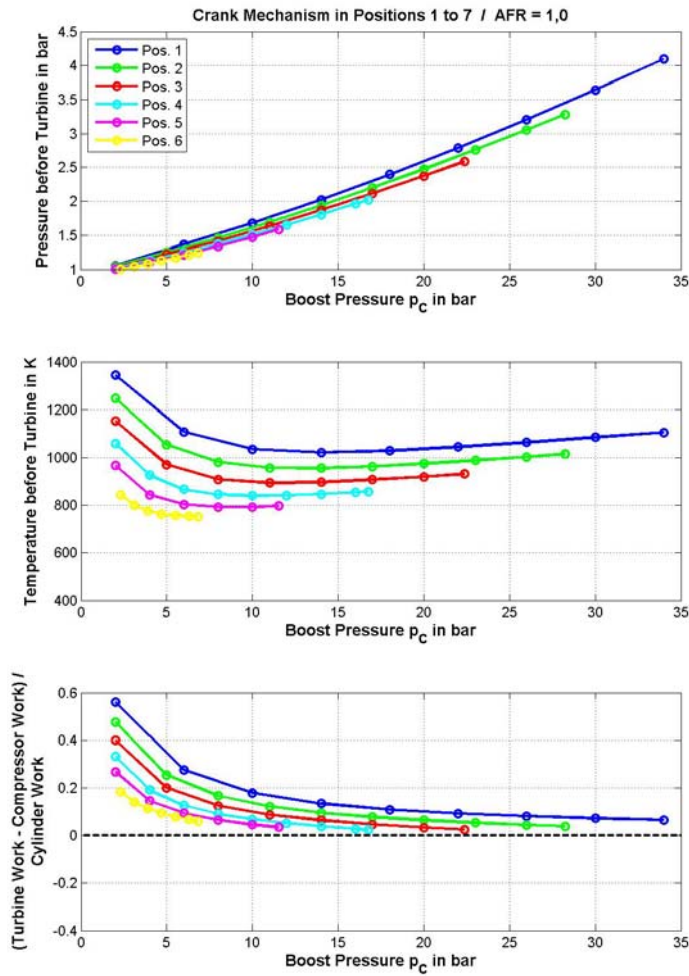 Crank Mechanism in Positions 1 to 7 / AFR = 1,0
Pressure before Turbine in bar
4.5
4
3.5
3
2.5
2
1.5
1
Pos. 1
Pos. 2
Pos. 3
Pos. 4
Pos. 5
Pos. 6
0 5 10 15 20 25 30 35
Boost Pressure pC in bar
Temperature before Turbine in K
1400
1200
1000
800
600
400
0 5 10 15 20 25 30 35
Boost Pressure pC in bar
(Turbine Work - Compressor Work) /
Cylinder Work
0.6
0.4
0.2
0
-0.2
-0.4
0 5 10 15 20 25 30 35
Boost Pressure pC in bar